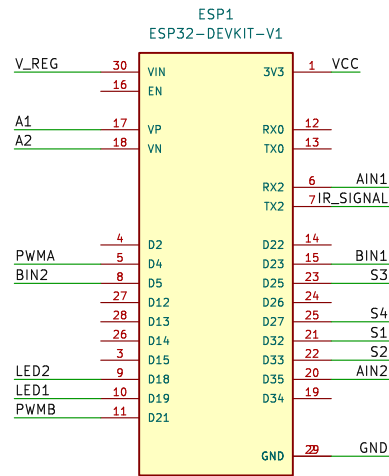 ESP1
ESP32-DEVKIT-V1
V_REG 30 VIN 3V3 1 VCC
16 EN
A1 17 VP RX0 12
A2 18 VN TX0 13
RX2 6 AIN1
TX2 7 IR_SIGNAL
4 D2 D22 14
PWMA 5 D4 D23 15 BIN1
BIN2 8 D5 D25 23 S3
27 D12 D26 24
28 D13 D27 25 S4
26 D14 D32 21 S1
3 D15 D33 22 S2
LED2 9 D18 D35 20 AIN2
LED1 10 D19 D34 19
PWMB 11 D21
GND 29 GND